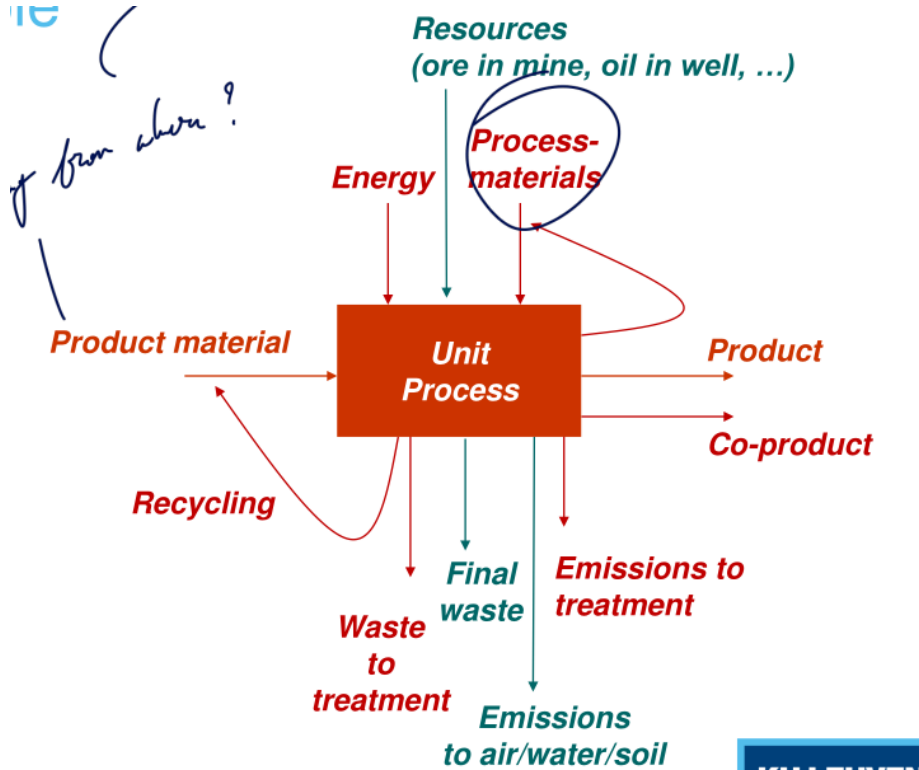 Resources
(ore in mine, oil in well, ...)
from where?
Process-
materials
Energy
Product material
Unit
Process
Product
Co-product
Recycling
Final
waste
Emissions to
treatment
Waste
to
treatment
Emissions
to air/water/soil